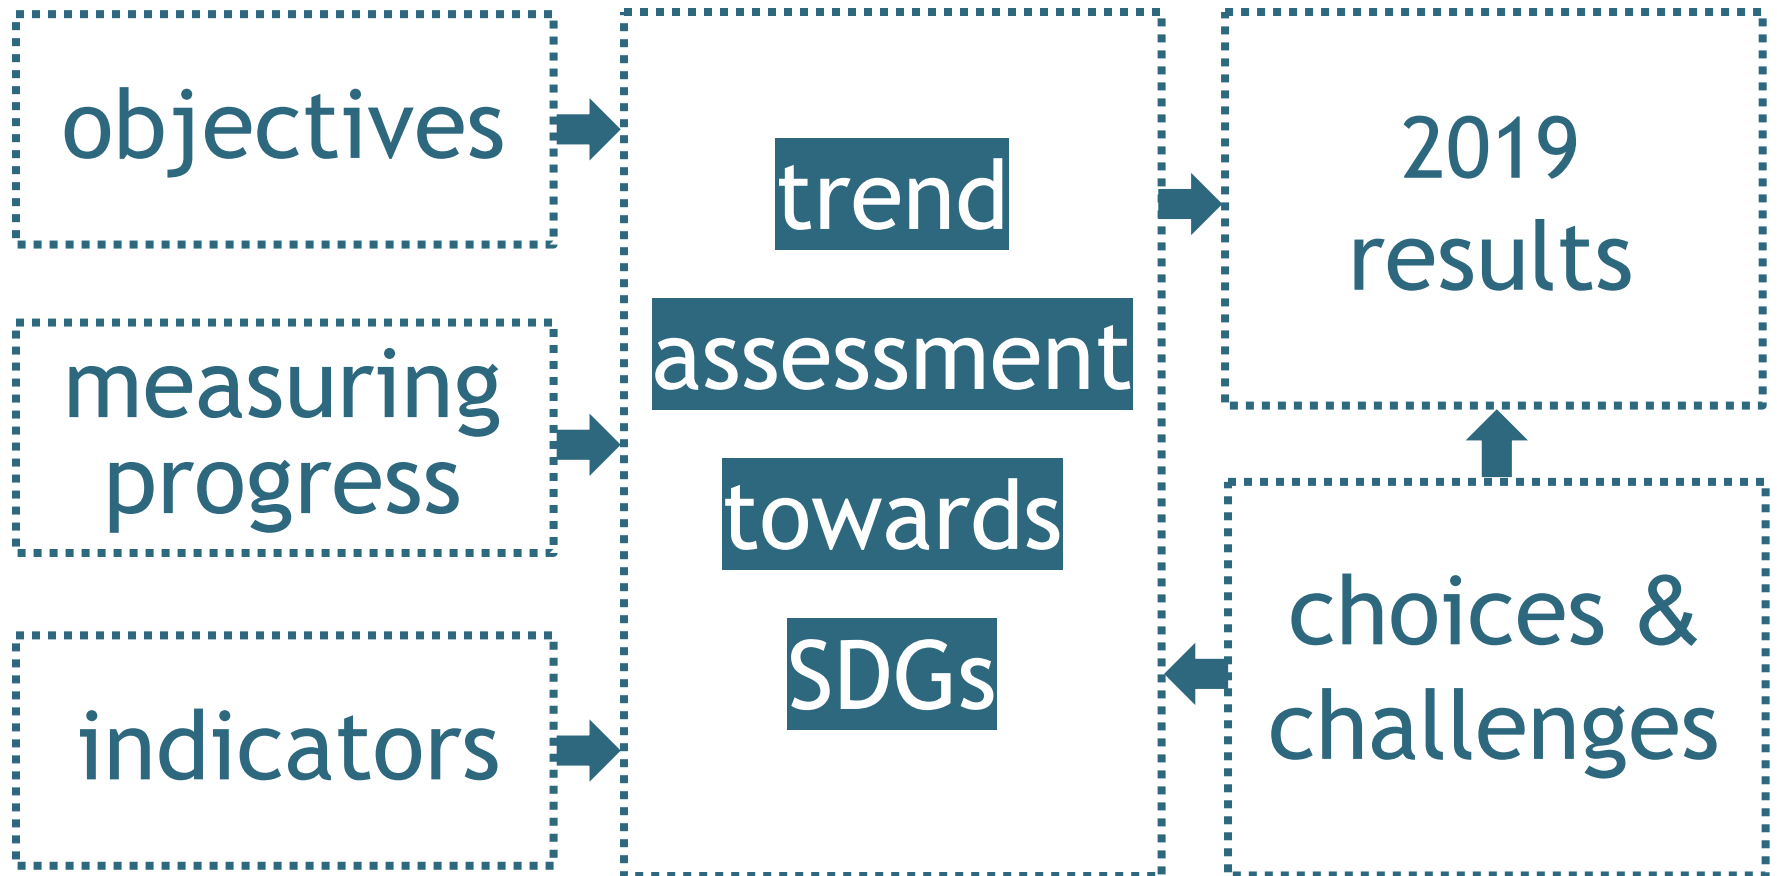 objectives
measuring
progress
indicators
trend
assessment
towards
SDGs
2019
results
choices &
challenges